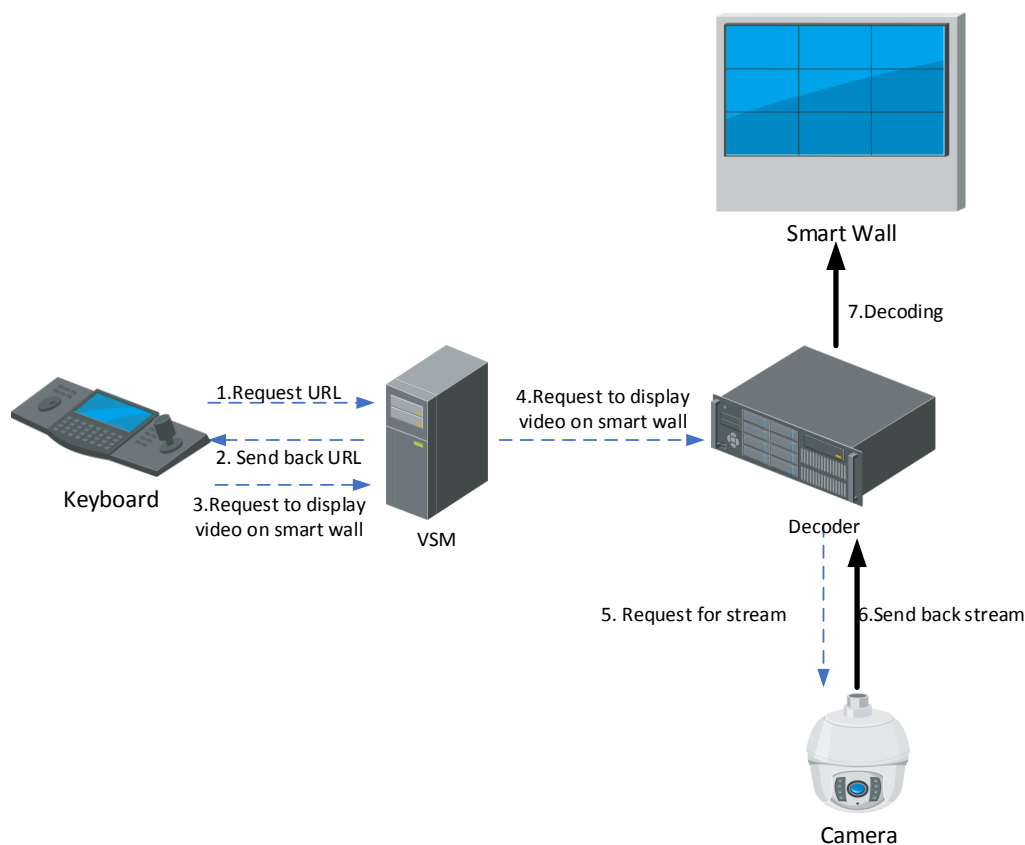 Smart Wall
7.Decoding
1.Request URL
2. Send back URL
3.Request to display
video on smart wall
Keyboard
VSM
4.Request to display
video on smart wall
Decoder
5. Request for stream
6.Send back stream
Camera